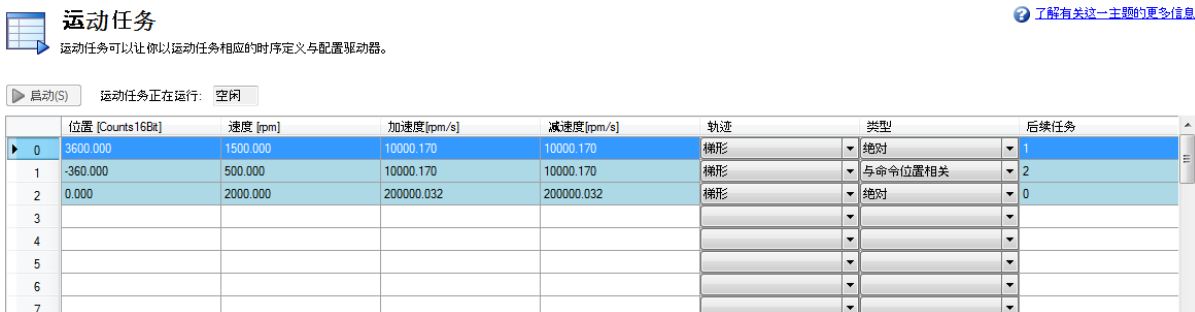 运动任务
了解有关这一主题的更多信息
运动任务可以让你以运动任务相应的时序定义与配置驱动器。
启动(S) 运动任务正在运行: 空闲
位置 [Counts16Bit] 速度 [rpm] 加速度[rpm/s] 减速度[rpm/s] 轨迹 类型 后续任务
0 3600.000 1500.000 10000.170 10000.170 梯形 绝对 1
1 -360.000 500.000 10000.170 10000.170 梯形 与命令位置相关 2
2 0.000 2000.000 200000.032 200000.032 梯形 绝对 0
3
4
5
6
7